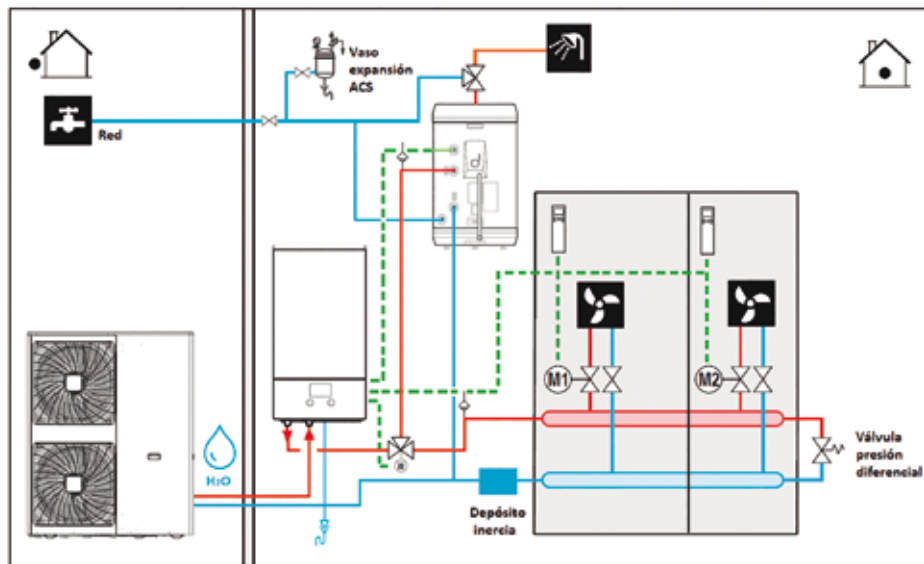 Vaso
expansión
ACS
Red
H2O
M1
M2
Válvula
presión
diferencial
Depósito
inercia